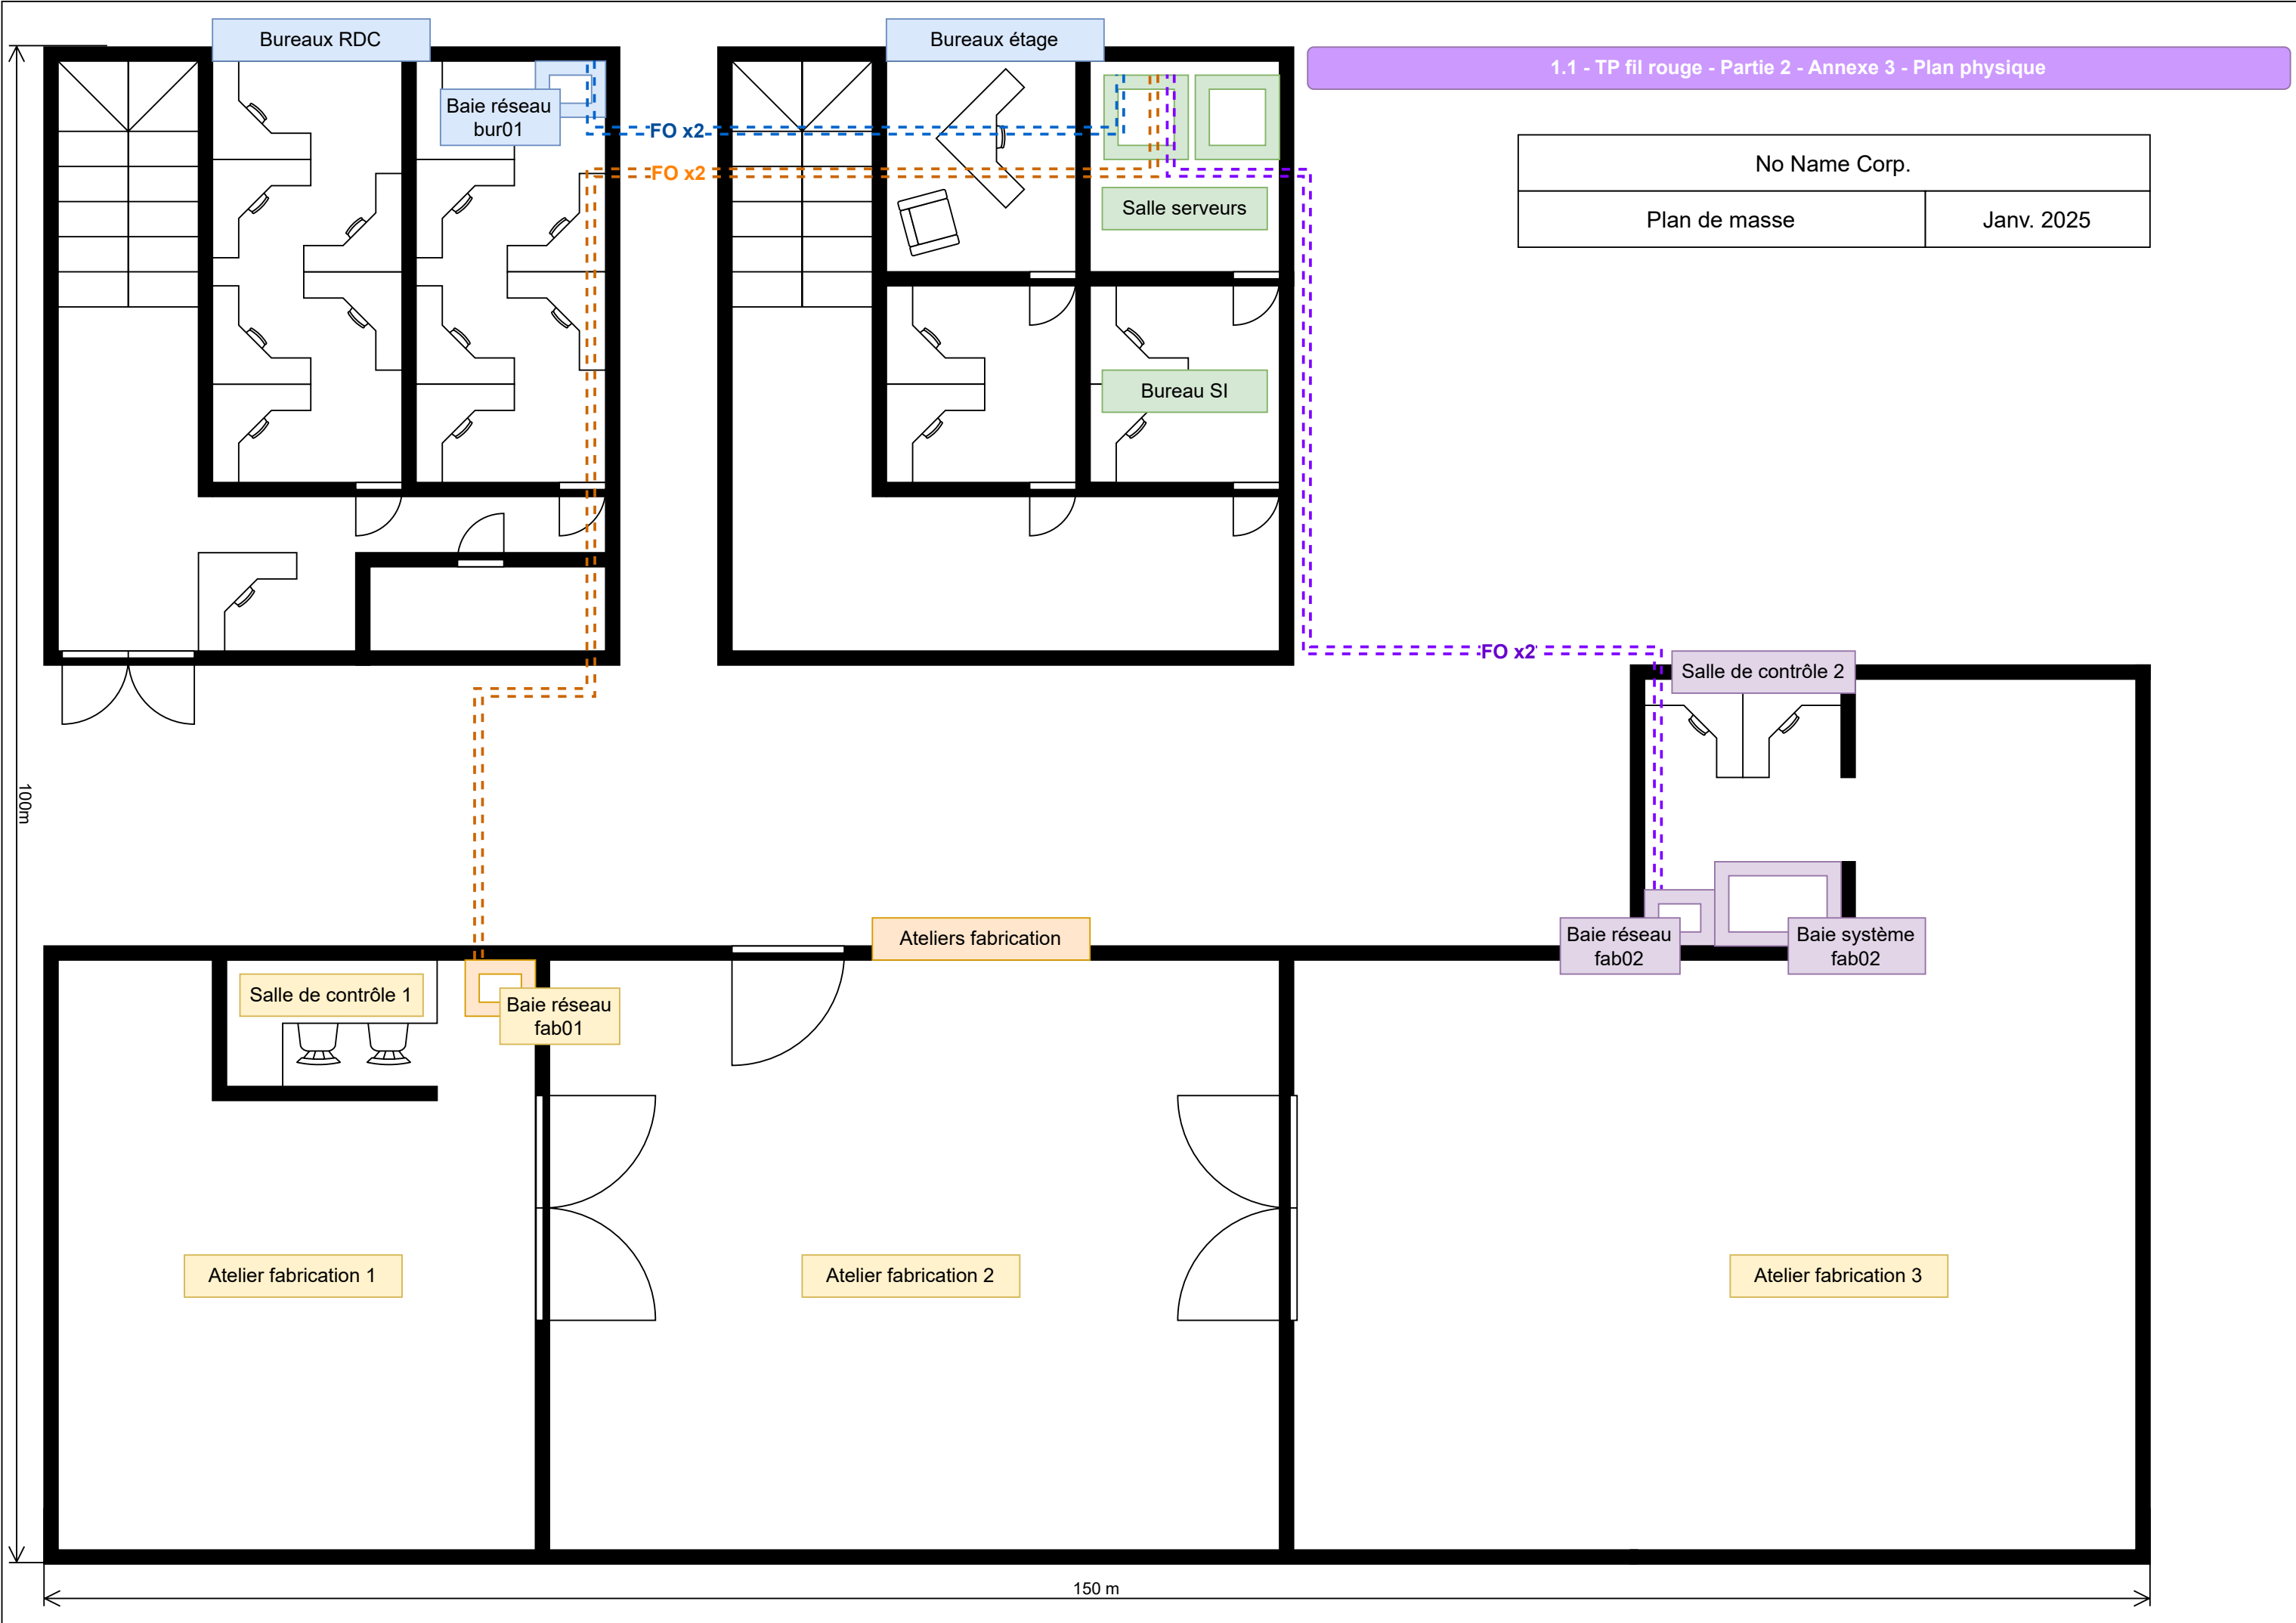 Bureaux RDC
Bureaux étage
1.1 - TP fil rouge - Partie 2 - Annexe 3 - Plan physique
Baie réseau
bur01
FO x2
FO x2
No Name Corp.
Plan de masse
Janv. 2025
Salle serveurs
Bureau SI
FO x2
Salle de contrôle 2
100m
Baie réseau
fab02
Baie système
fab02
Ateliers fabrication
Salle de contrôle 1
Baie réseau
fab01
Atelier fabrication 1
Atelier fabrication 2
Atelier fabrication 3
150 m